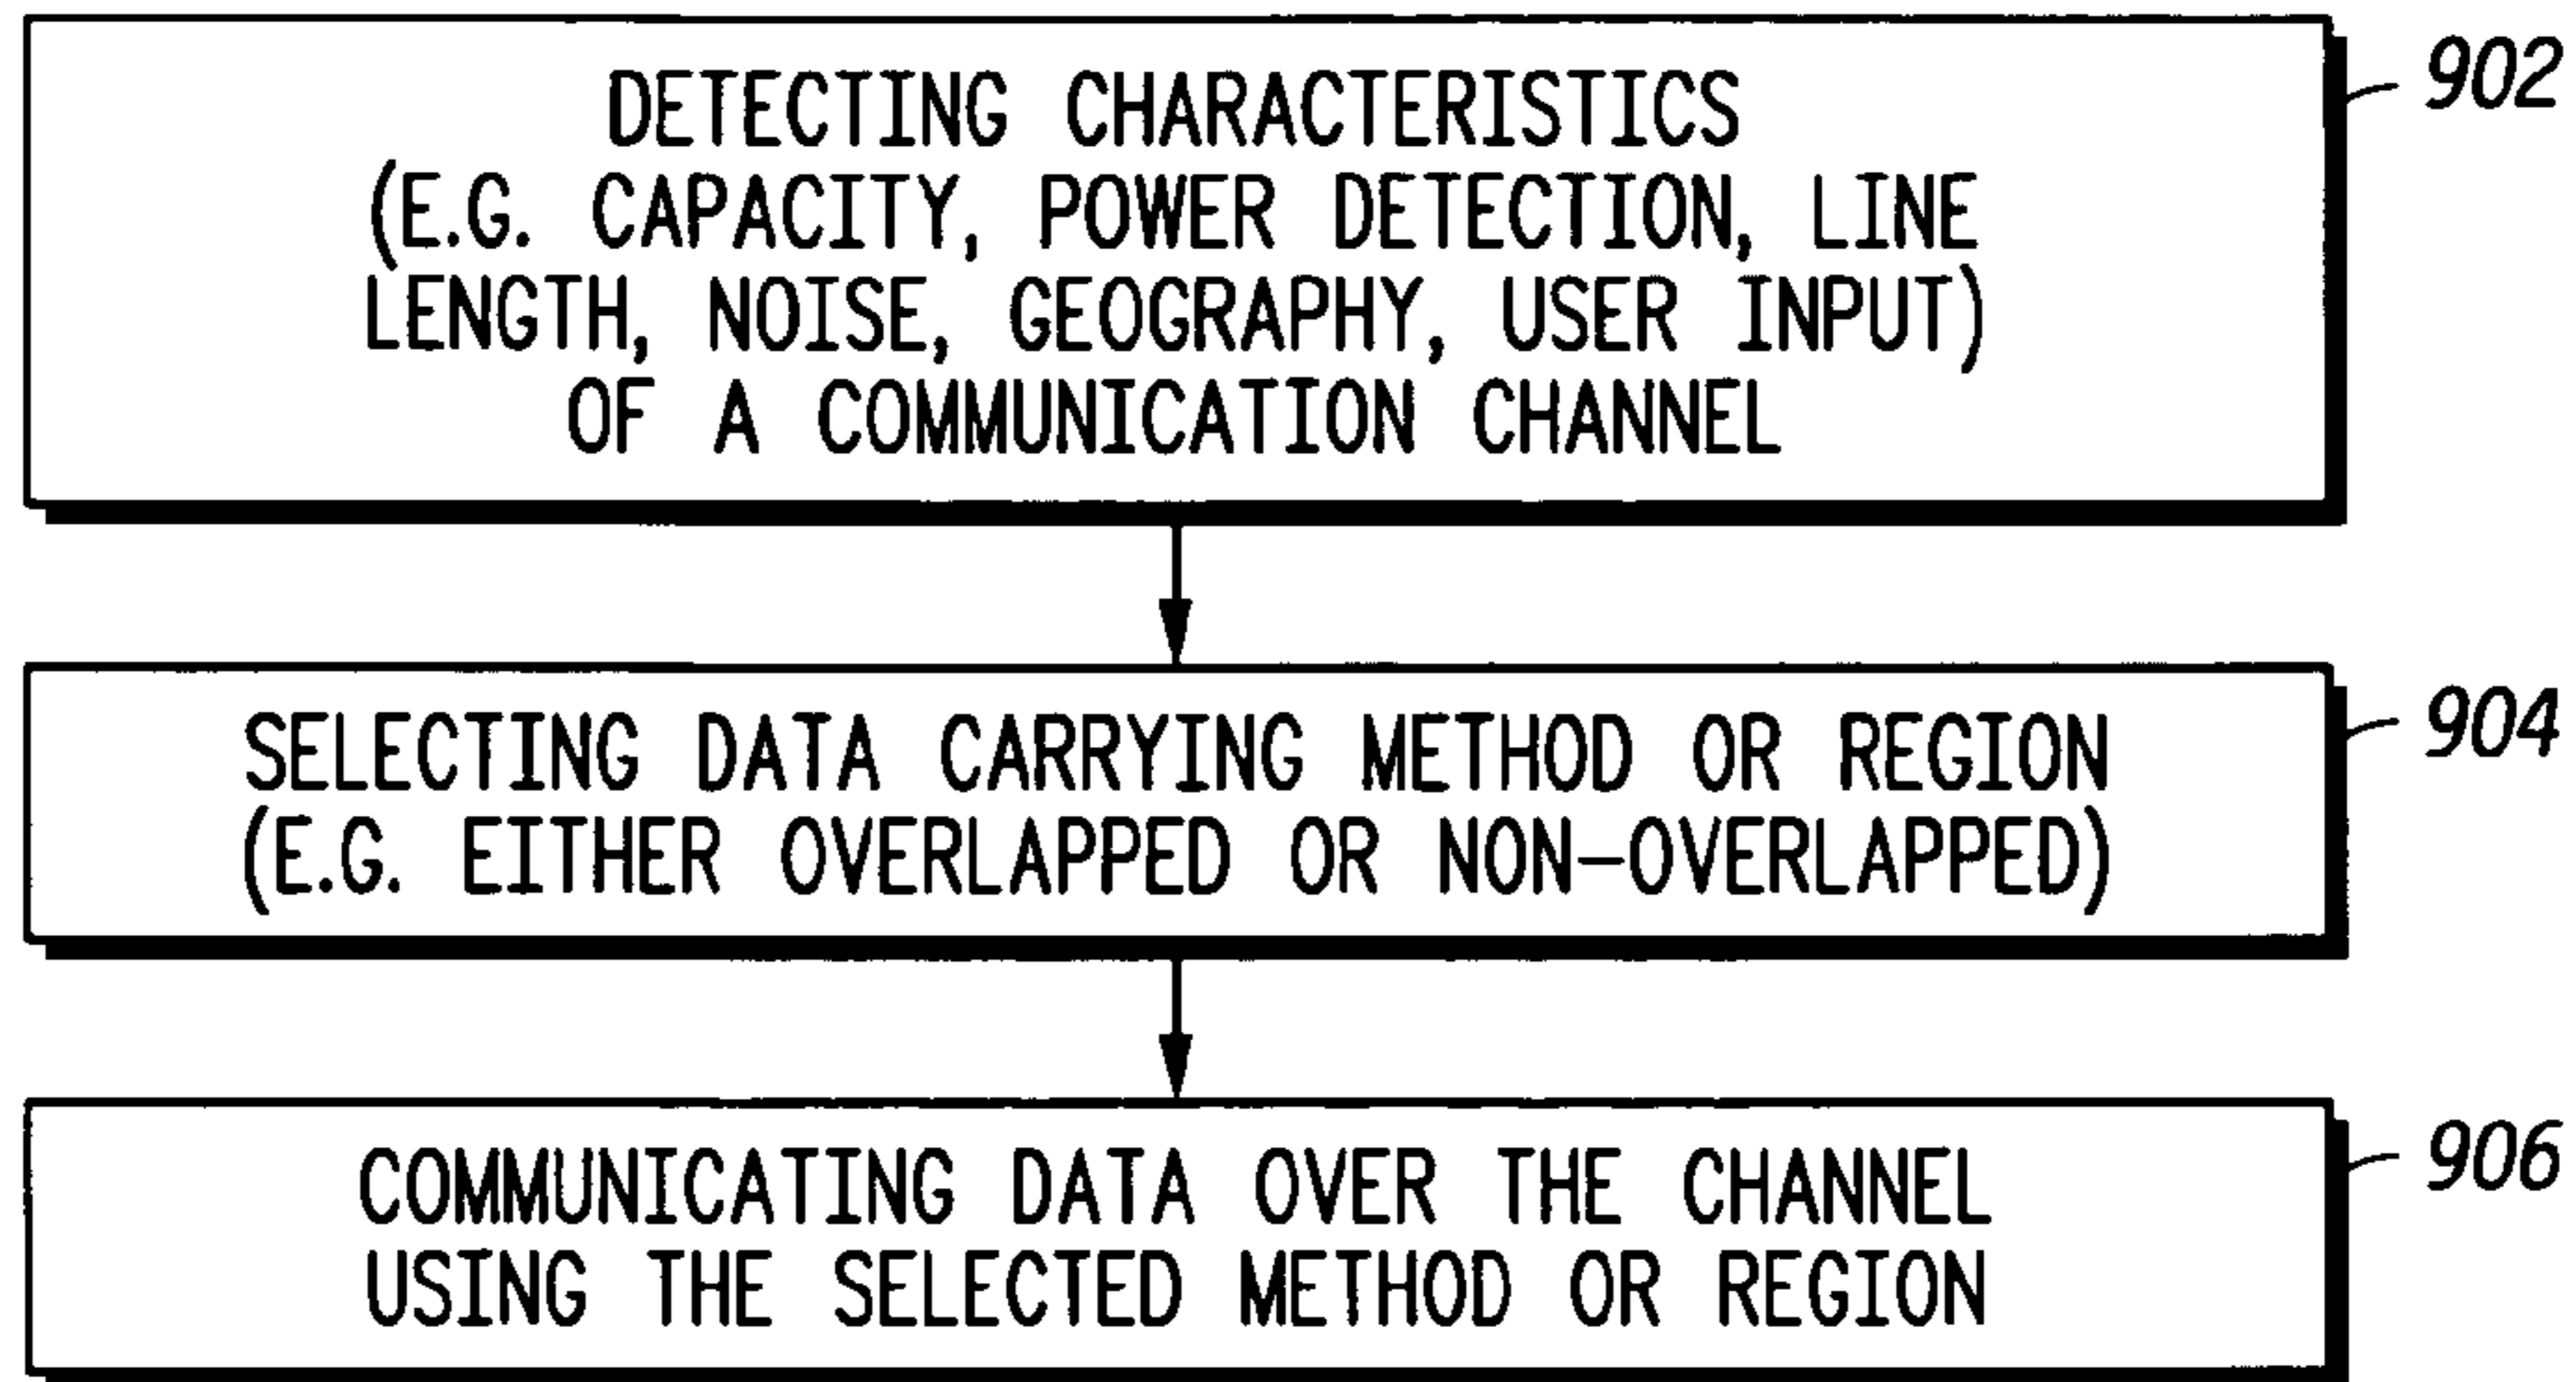 DETECTING CHARACTERISTICS
(E.G. CAPACITY, POWER DETECTION, LINE
LENGTH, NOISE, GEOGRAPHY, USER INPUT)
OF A COMMUNICATION CHANNEL
902
SELECTING DATA CARRYING METHOD OR REGION
(E.G. EITHER OVERLAPPED OR NON-OVERLAPPED)
904
COMMUNICATING DATA OVER THE CHANNEL
USING THE SELECTED METHOD OR REGION
906